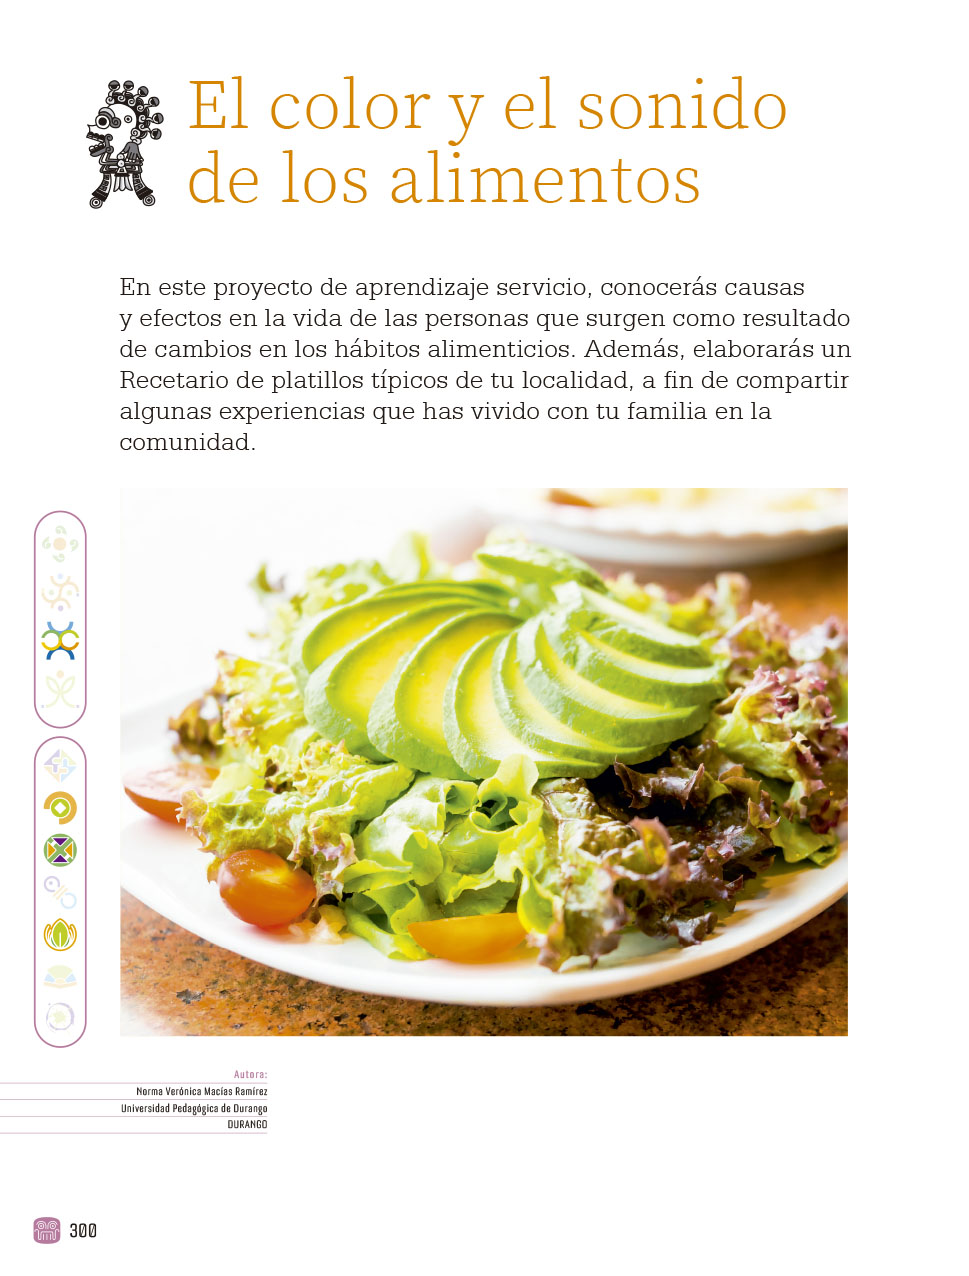 El color y el sonido
de los alimentos
En este proyecto de aprendizaje servicio, conocerás causas
y efectos en la vida de las personas que surgen como resultado
de cambios en los hábitos alimenticios. Además, elaborarás un
Recetario de platillos típicos de tu localidad, a fin de compartir
algunas experiencias que has vivido con tu familia en la
comunidad.
Autora:
Norma Verónica Macías Ramírez
Universidad Pedagógica de Durango
DURANGO
300